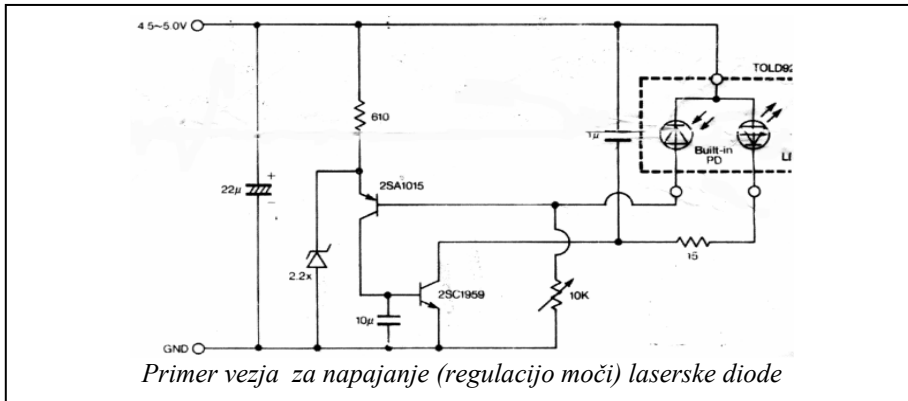 4.5~5.0V
TOLD92
610
1μ
Built-in
PD
2SA1015
22μ
+
−
2.2x
15
2SC1959
10K
10μ
GND
Primer vezja za napajanje (regulacijo moči) laserske diode